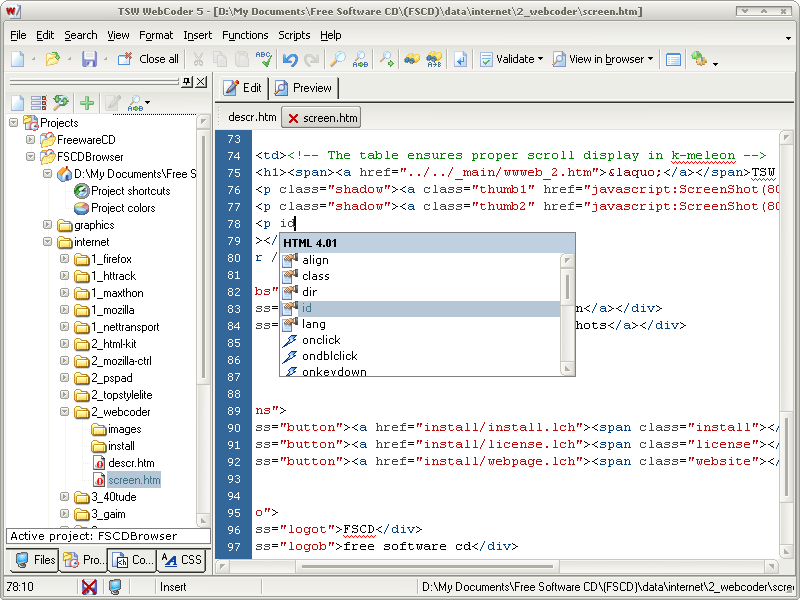 TSW WebCoder 5 - [D:\My Documents\Free Software CD\(FSCD)\data\internet\2_webcoder\screen.htm]
File Edit Search View Format Insert Functions Scripts Help
Close all ABC Validate View in browser
Edit Preview
descr.htm screen.htm
Projects
FreewareCD
FSCDBrowser
D:\My Documents\Free S
Project shortcuts
Project colors
graphics
internet
1_firefox
1_httrack
1_maxthon
1_mozilla
1_nettransport
2_html-kit
2_mozilla-ctrl
2_pspad
2_topstylelite
2_webcoder
images
install
descr.htm
screen.htm
3_40tude
3_gaim
Active project: FSCDBrowser
Files Pro... Co... CSS
73
74 <td><!-- The table ensures proper scroll display in k-meleon -->
75 <h1><span><a href="../../_main/wwweb_2.htm">&laquo;</a></span>TSW
76 <p class="shadow"><a class="thumb1" href="javascript:ScreenShot(80
77 <p class="shadow"><a class="thumb2" href="javascript:ScreenShot(80
78 <p id
79 ></
80 r /
81
82 bs"
83 ss= n</a></div>
84 ss= hots</a></div>
85
86
87
88
89 ns">
90 ss="button"><a href="install/install.lch"><span class="install"></
91 ss="button"><a href="install/license.lch"><span class="license"></
92 ss="button"><a href="install/webpage.lch"><span class="website"></
93
94
95 o">
96 ss="logot">FSCD</div>
97 ss="logob">free software cd</div>
HTML 4.01
align
class
dir
id
lang
onclick
ondblclick
onkeydown
78:10 Insert D:\My Documents\Free Software CD\(FSCD)\data\internet\2_webcoder\scre